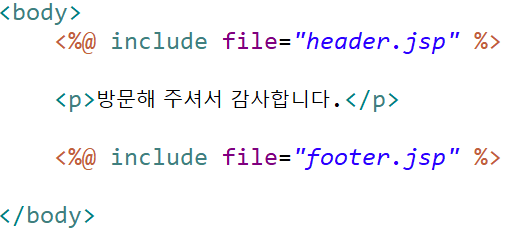 <body>
<%@ include file="header.jsp" %>
<p>방문해 주셔서 감사합니다.</p>
<%@ include file="footer.jsp" %>
</body>